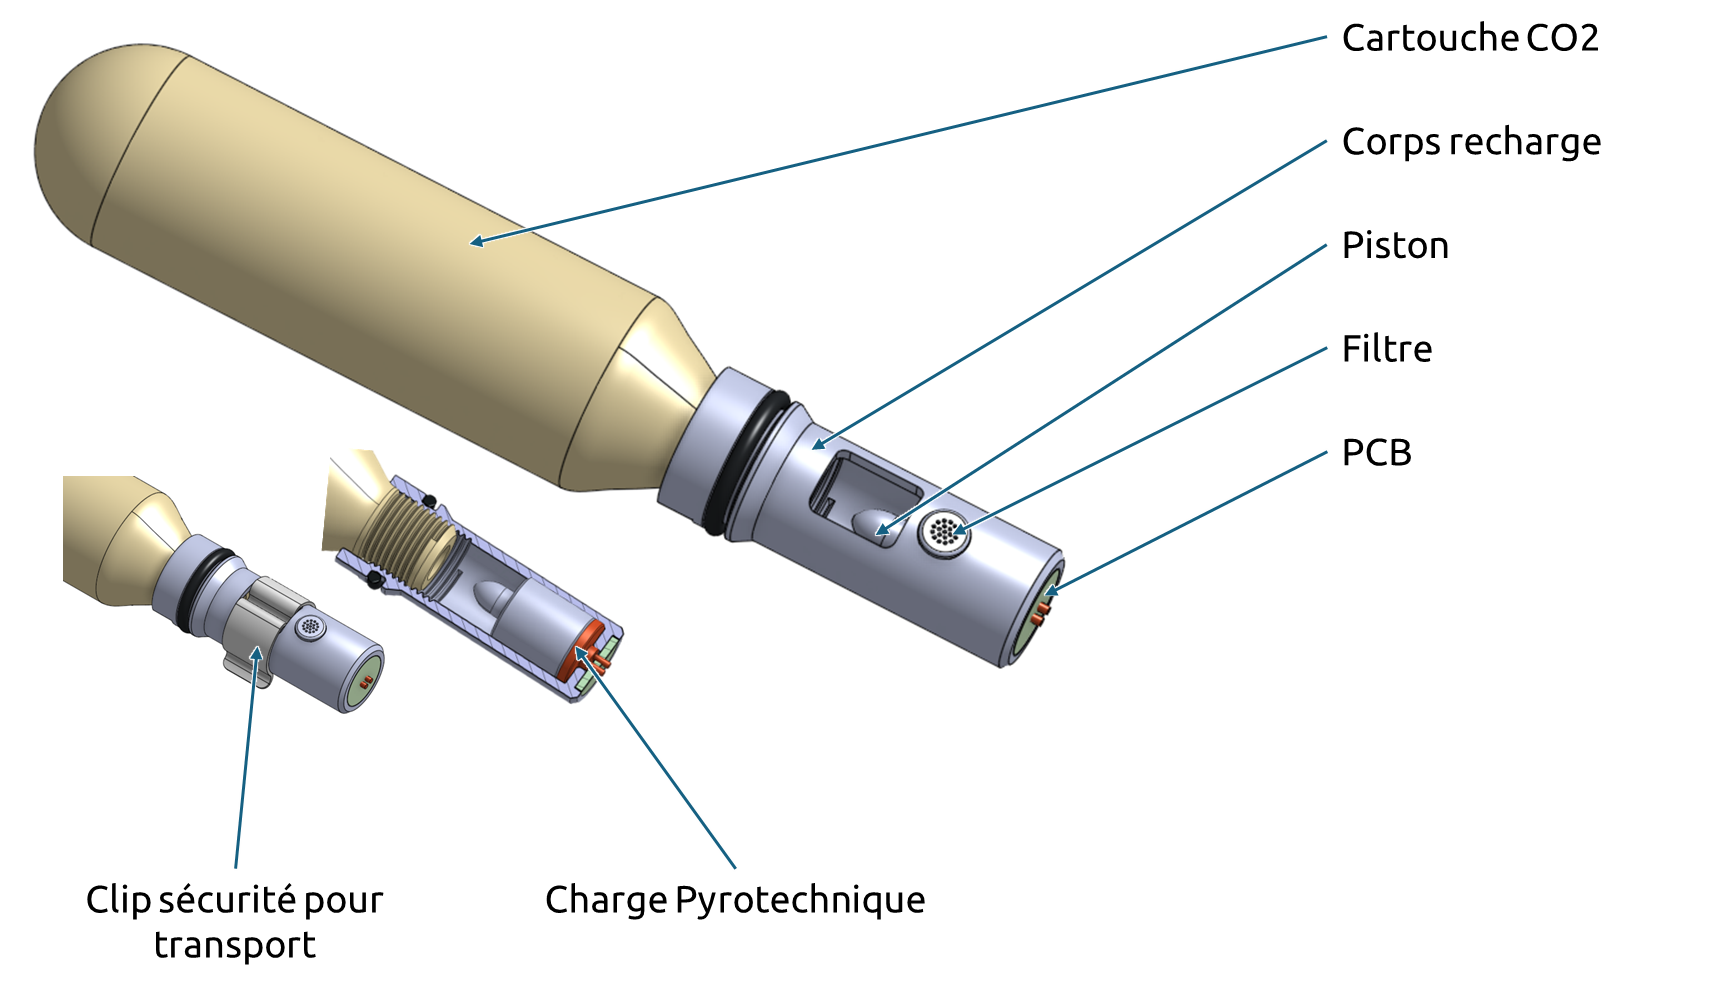 Cartouche CO2
Corps recharge
Piston
Filtre
PCB
Clip sécurité pour
transport
Charge Pyrotechnique